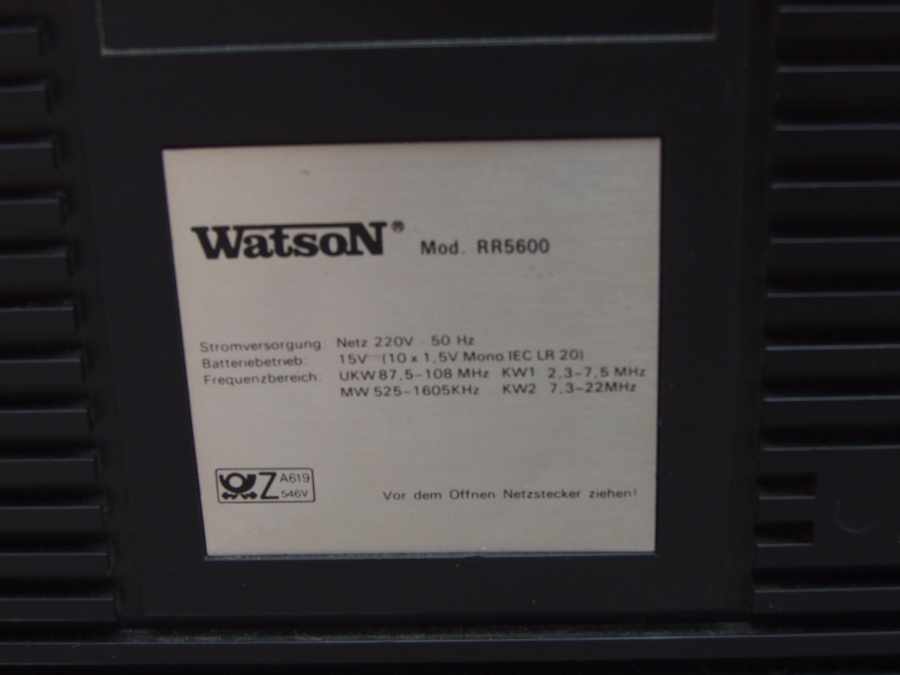 WatsoN® Mod. RR5600
Stromversorgung: Netz 220V~50 Hz
Batteriebetrieb: 15V⎓(10 x 1,5V Mono IEC LR 20)
Frequenzbereich: UKW 87,5–108 MHz KW1 2,3–7,5 MHz
MW 525–1605KHz KW2 7,3–22MHz
Z A619
546V
Vor dem Öffnen Netzstecker ziehen!